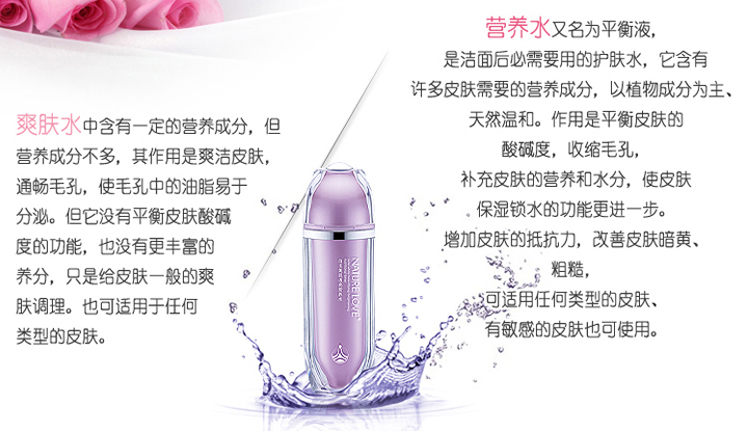 爽肤水中含有一定的营养成分，但
营养成分不多，其作用是爽洁皮肤，
通畅毛孔，使毛孔中的油脂易于
分泌。但它没有平衡皮肤酸碱
度的功能，也没有更丰富的
养分，只是给皮肤一般的爽
肤调理。也可适用于任何
类型的皮肤。
营养水又名为平衡液，
是洁面后必需要用的护肤水，它含有
许多皮肤需要的营养成分，以植物成分为主、
天然温和。作用是平衡皮肤的
酸碱度，收缩毛孔，
补充皮肤的营养和水分，使皮肤
保湿锁水的功能更进一步。
增加皮肤的抵抗力，改善皮肤暗黄、
粗糙，
可适用任何类型的皮肤、
有敏感的皮肤也可使用。
NATURE LOVE